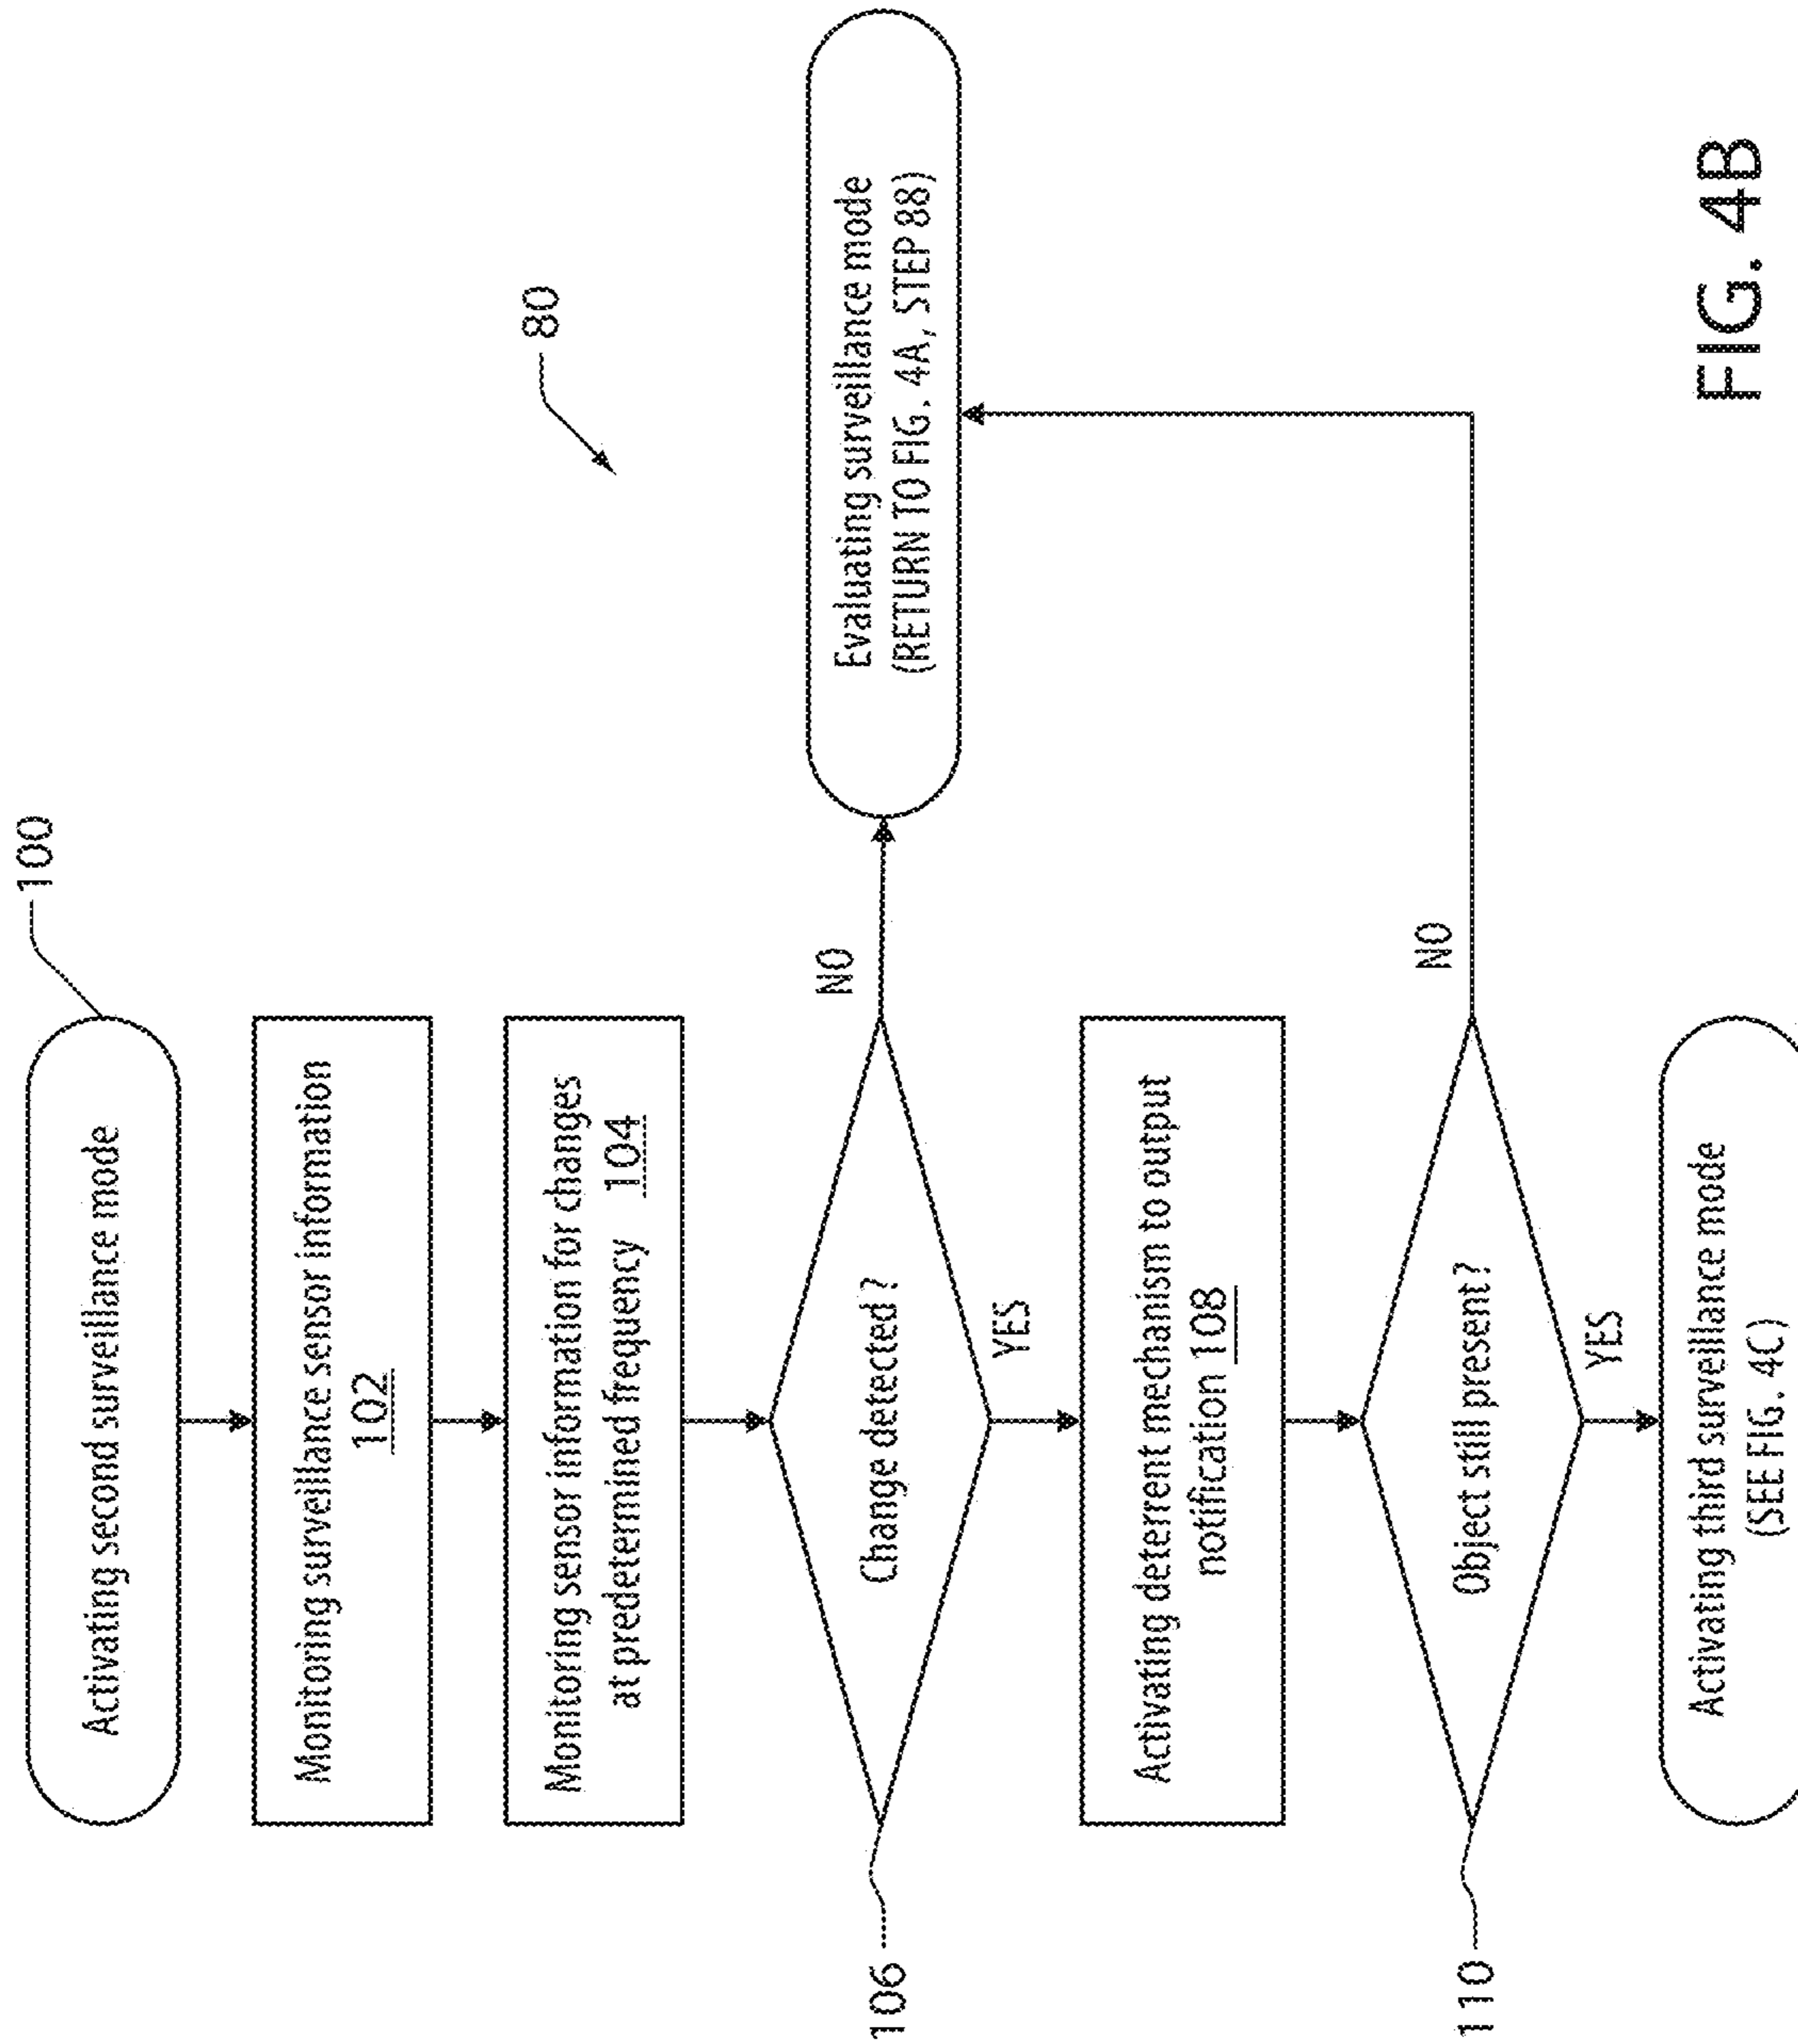 100
Activating second surveillance mode
80
Monitoring surveillance sensor information
102
Monitoring sensor information for changes
at predetermined frequency 104
106
Change detected?
NO
Evaluating surveillance mode
(RETURN TO FIG. 4A, STEP 88)
YES
Activating deterrent mechanism to output
notification 108
110
Object still present?
NO
YES
Activating third surveillance mode
(SEE FIG. 4C)
FIG. 4B